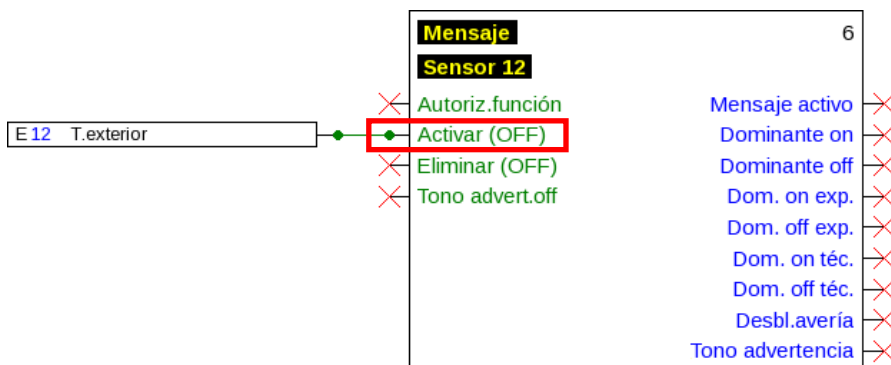 Mensaje 6
Sensor 12
Autoriz.función Mensaje activo
E 12 T.exterior Activar (OFF) Dominante on
Eliminar (OFF) Dominante off
Tono advert.off Dom. on exp.
Dom. off exp.
Dom. on téc.
Dom. off téc.
Desbl.avería
Tono advertencia